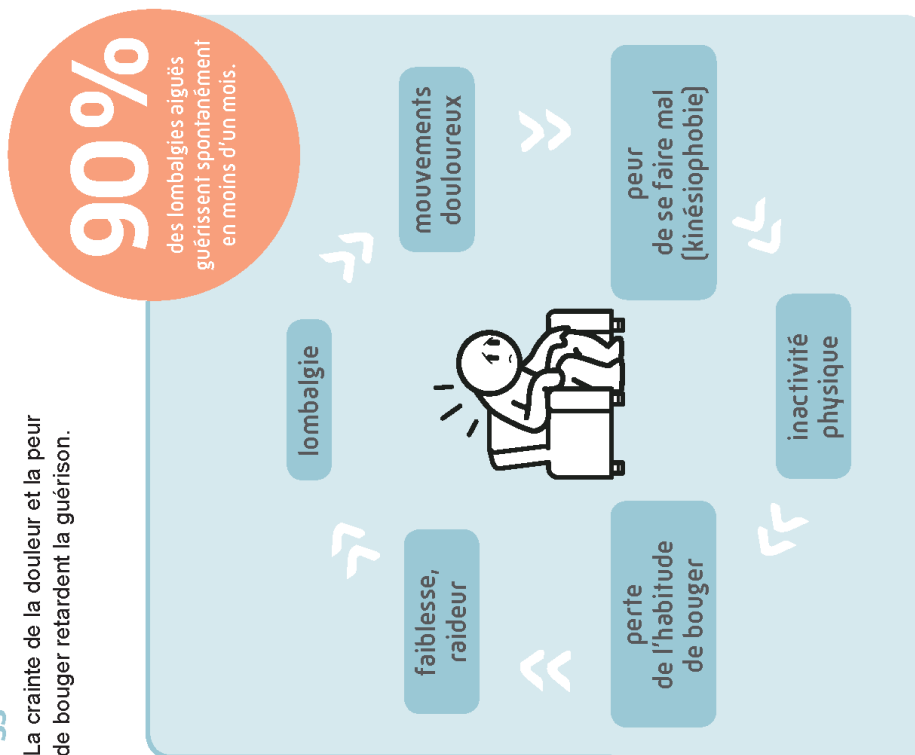 La crainte de la douleur et la peur
de bouger retardent la guérison.
90 %
des lombalgies aiguës
guérissent spontanément
en moins d’un mois.
lombalgie
mouvements
douloureux
peur
de se faire mal
(kinésiophobie)
inactivité
physique
perte
de l’habitude
de bouger
faiblesse,
raideur